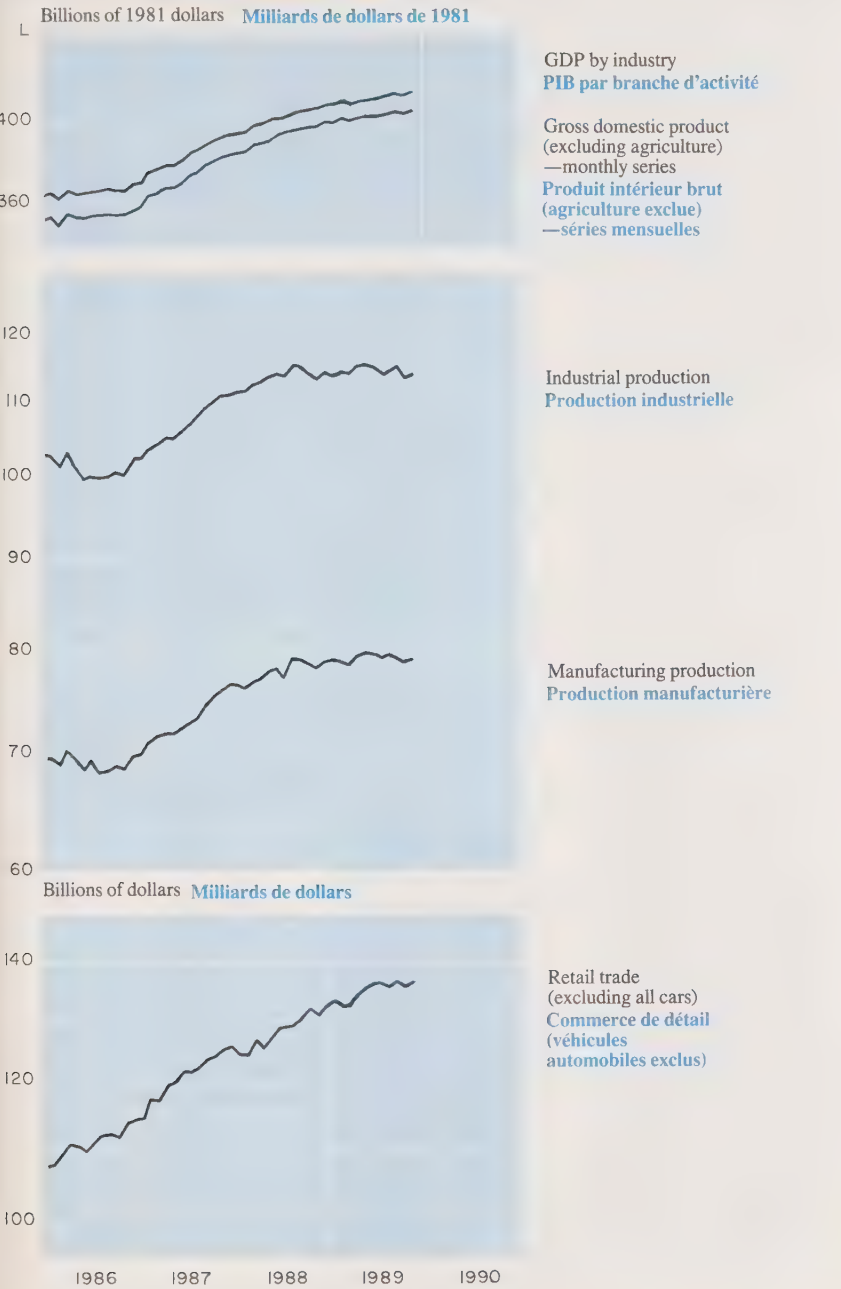 Billions of 1981 dollars Milliards de dollars de 1981
L
GDP by industry
PIB par branche d'activité
400
Gross domestic product
(excluding agriculture)
—monthly series
Produit intérieur brut
(agriculture exclue)
—séries mensuelles
360
120
Industrial production
Production industrielle
110
100
90
80
Manufacturing production
Production manufacturière
70
60
Billions of dollars Milliards de dollars
140
Retail trade
(excluding all cars)
Commerce de détail
(véhicules
automobiles exclus)
120
100
1986 1987 1988 1989 1990